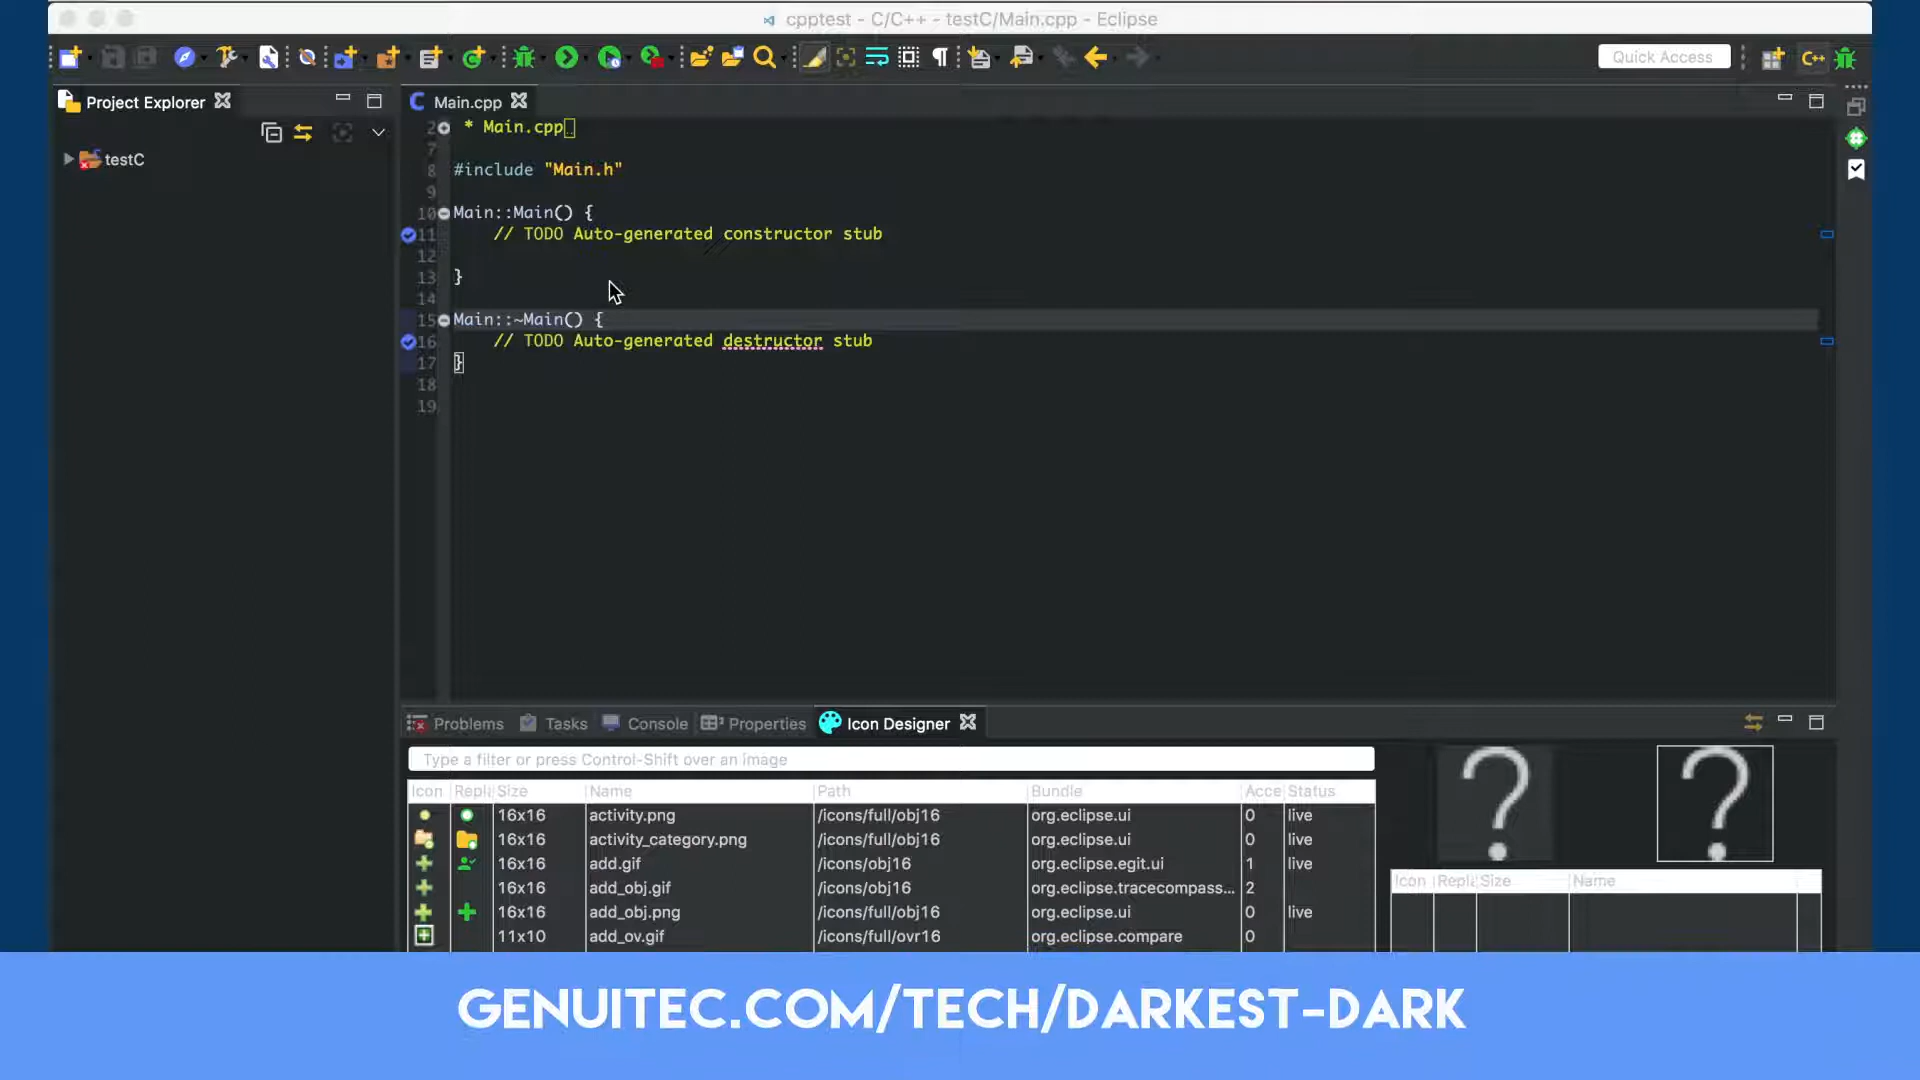 cpptest - C/C++ - testC/Main.cpp - Eclipse
Quick Access
C++
Project Explorer
testC
Main.cpp
2 * Main.cpp
7
8 #include "Main.h"
9
10 Main::Main() {
11 // TODO Auto-generated constructor stub
12
13 }
14
15 Main::~Main() {
16 // TODO Auto-generated destructor stub
17 }
18
19
Problems Tasks Console Properties Icon Designer
Type a filter or press Control-Shift over an image
Icon Repl Size Name Path Bundle Acce Status
16x16 activity.png /icons/full/obj16 org.eclipse.ui 0 live
16x16 activity_category.png /icons/full/obj16 org.eclipse.ui 0 live
16x16 add.gif /icons/obj16 org.eclipse.egit.ui 1 live
16x16 add_obj.gif /icons/obj16 org.eclipse.tracecompass... 2
16x16 add_obj.png /icons/full/obj16 org.eclipse.ui 0 live
11x10 add_ov.gif /icons/full/ovr16 org.eclipse.compare 0
? ?
Icon Repla Size Name
GENUITEC.COM/TECH/DARKEST-DARK